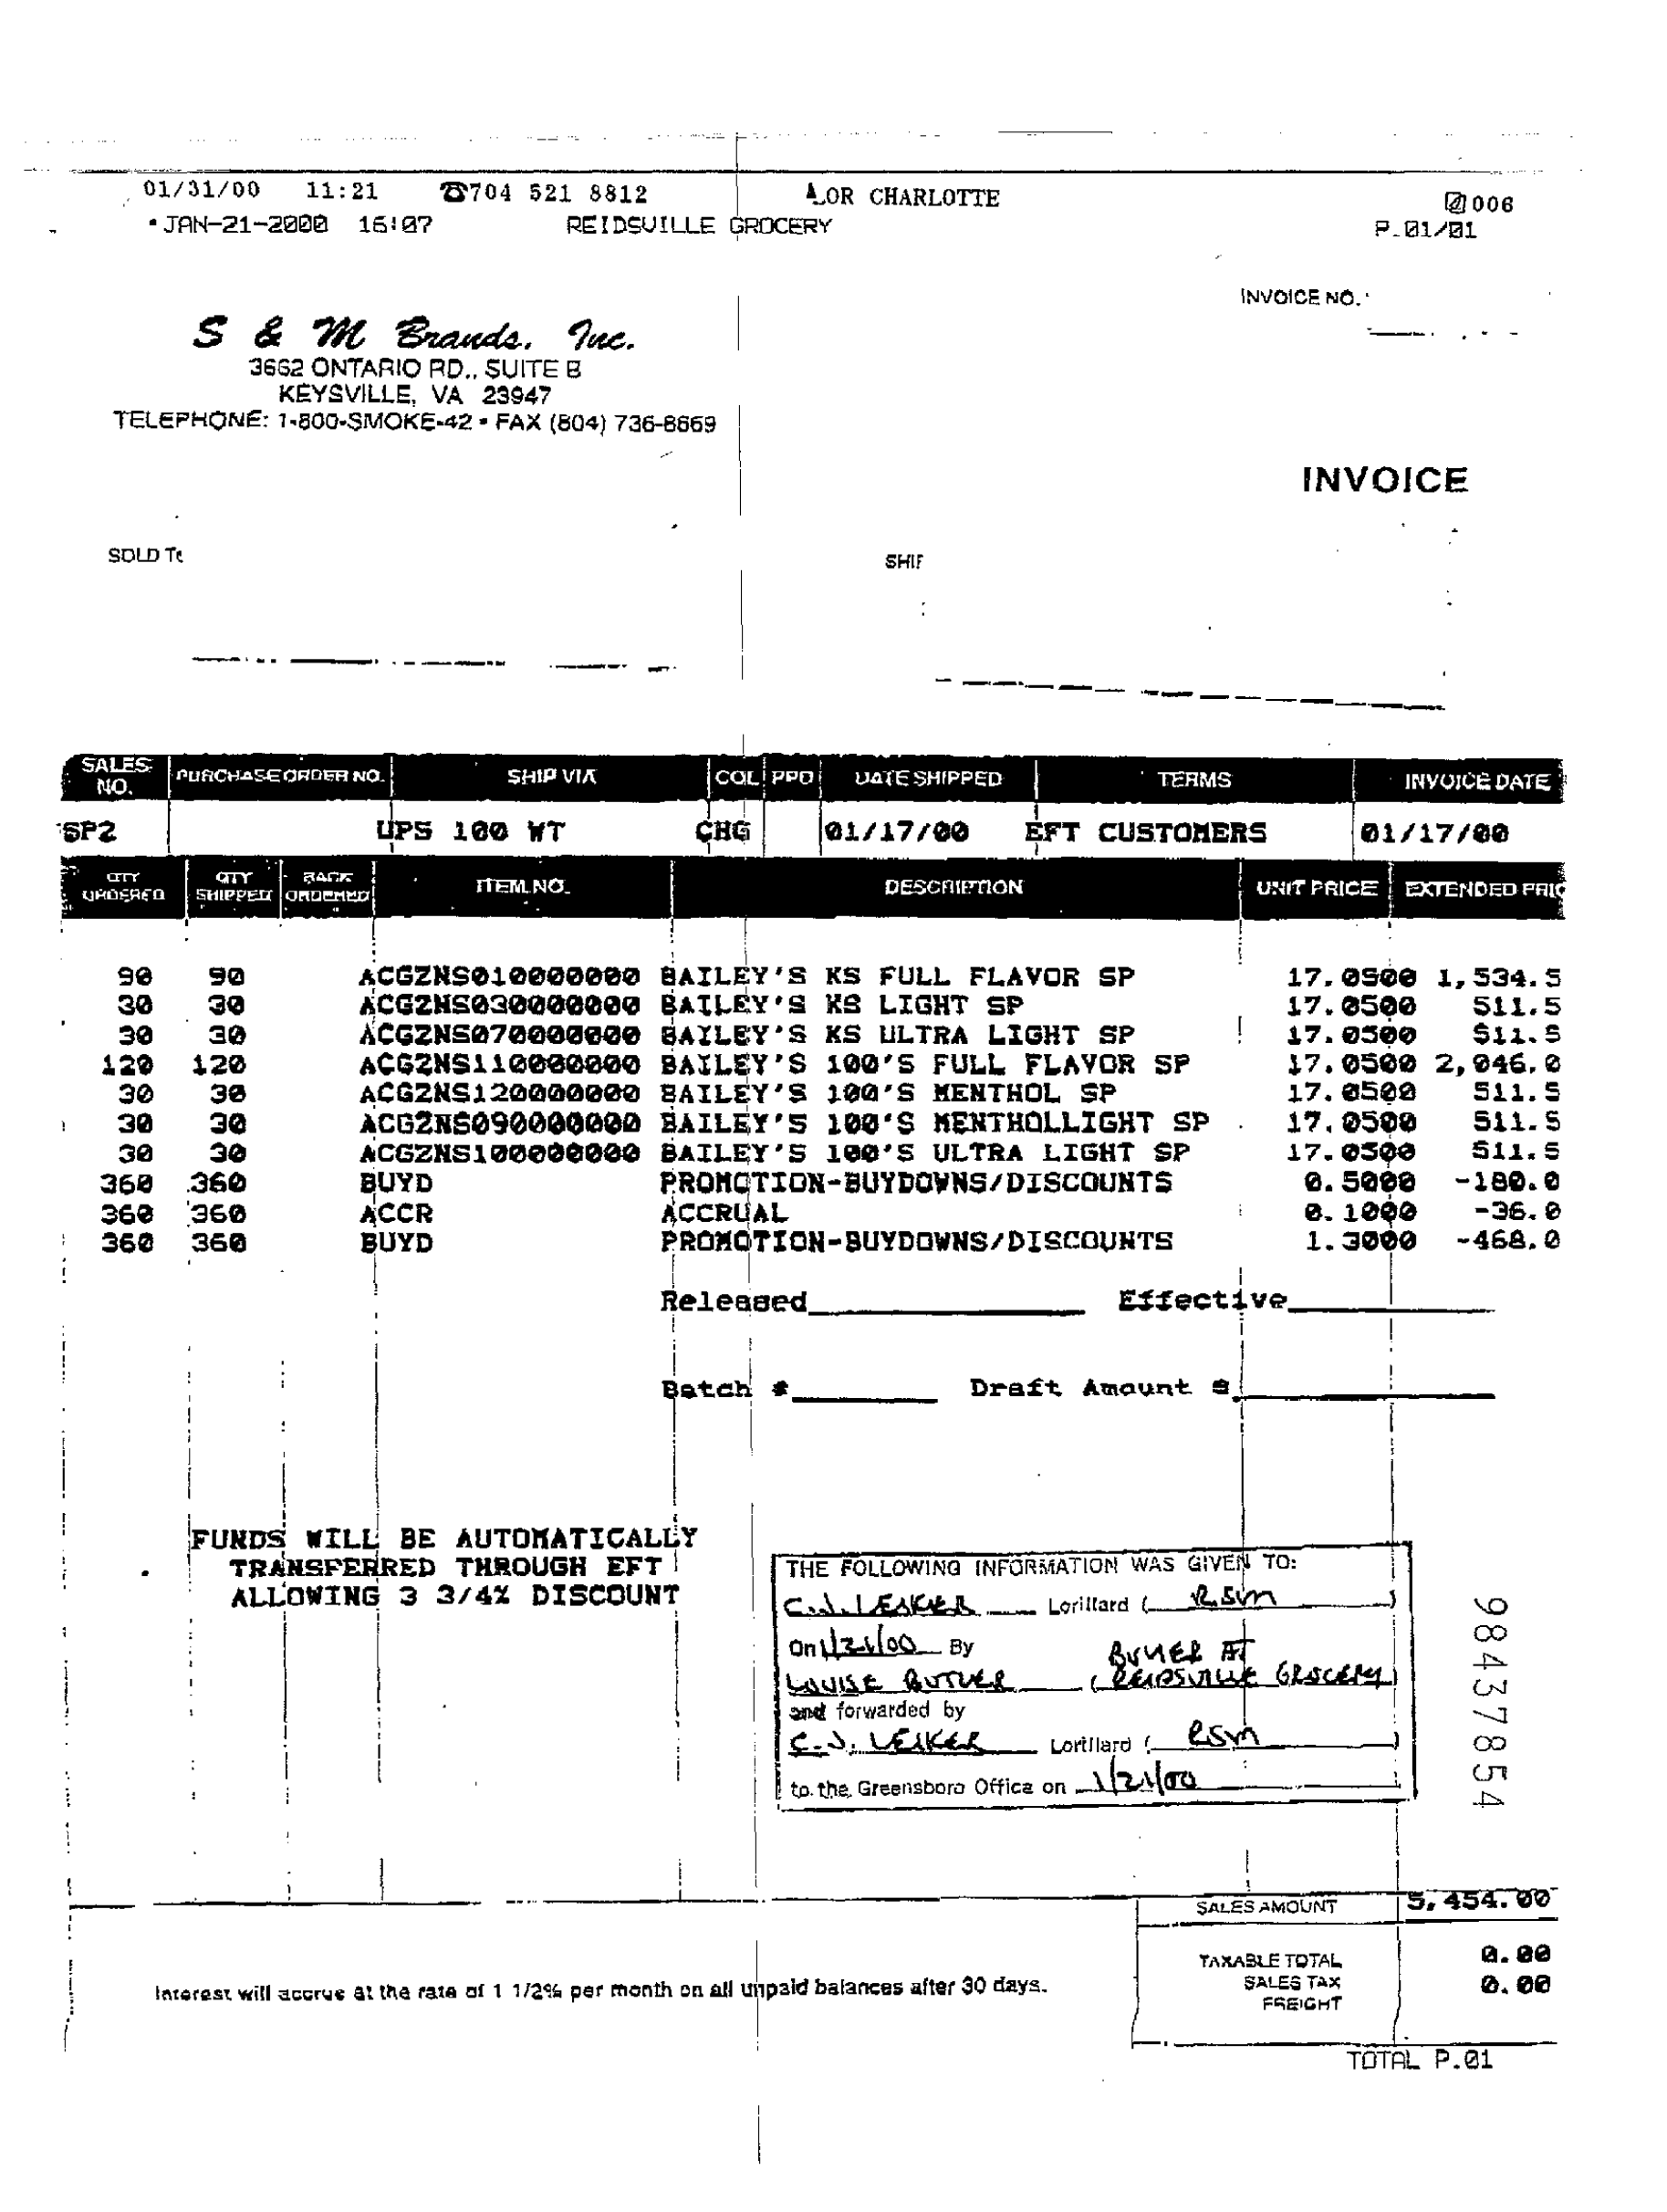 01/31/00 11:21 ☎704 521 8812 LOR CHARLOTTE 006
JAN-21-2000 16:07 REIDSVILLE GROCERY P.01/01
INVOICE NO.
S & M Brands, Inc.
3662 ONTARIO RD., SUITE B
KEYSVILLE, VA 23947
TELEPHONE: 1-800-SMOKE-42 • FAX (804) 736-8669
INVOICE
SOLD TO
SHIP
SALES NO. PURCHASE ORDER NO. SHIP VIA COL PPD DATE SHIPPED TERMS INVOICE DATE
SP2 UPS 100 WT CHG 01/17/00 EFT CUSTOMERS 01/17/00
QTY ORDERED QTY SHIPPED BACK ORDERED ITEM NO. DESCRIPTION UNIT PRICE EXTENDED PRIC
90 90 ACGZNS010000000 BAILEY'S KS FULL FLAVOR SP 17.0500 1,534.5
30 30 ACGZNS030000000 BAILEY'S KS LIGHT SP 17.0500 511.5
30 30 ACGZNS070000000 BAILEY'S KS ULTRA LIGHT SP 17.0500 511.5
120 120 ACGZNS110000000 BAILEY'S 100'S FULL FLAVOR SP 17.0500 2,046.0
30 30 ACGZNS120000000 BAILEY'S 100'S MENTHOL SP 17.0500 511.5
30 30 ACGZNS090000000 BAILEY'S 100'S MENTHOLLIGHT SP 17.0500 511.5
30 30 ACGZNS100000000 BAILEY'S 100'S ULTRA LIGHT SP 17.0500 511.5
360 360 BUYD PROMOTION-BUYDOWNS/DISCOUNTS 0.5000 -180.0
360 360 ACCR ACCRUAL 0.1000 -36.0
360 360 BUYD PROMOTION-BUYDOWNS/DISCOUNTS 1.3000 -468.0
Released Effective
Batch # Draft Amount $
FUNDS WILL BE AUTOMATICALLY
TRANSFERRED THROUGH EFT
ALLOWING 3 3/4% DISCOUNT
THE FOLLOWING INFORMATION WAS GIVEN TO:
C.J. LEIKER Lorillard ( RSM )
On 1/21/00 By BUYER AT
LOUISE BUTLER ( REIDSVILLE GROCERY )
and forwarded by
C.J. LEIKER Lorillard ( RSM )
to the Greensboro Office on 1/21/00
98437854
SALES AMOUNT 5,454.00
TAXABLE TOTAL 0.00
SALES TAX 0.00
FREIGHT
Interest will accrue at the rate of 1 1/2% per month on all unpaid balances after 30 days.
TOTAL P.01